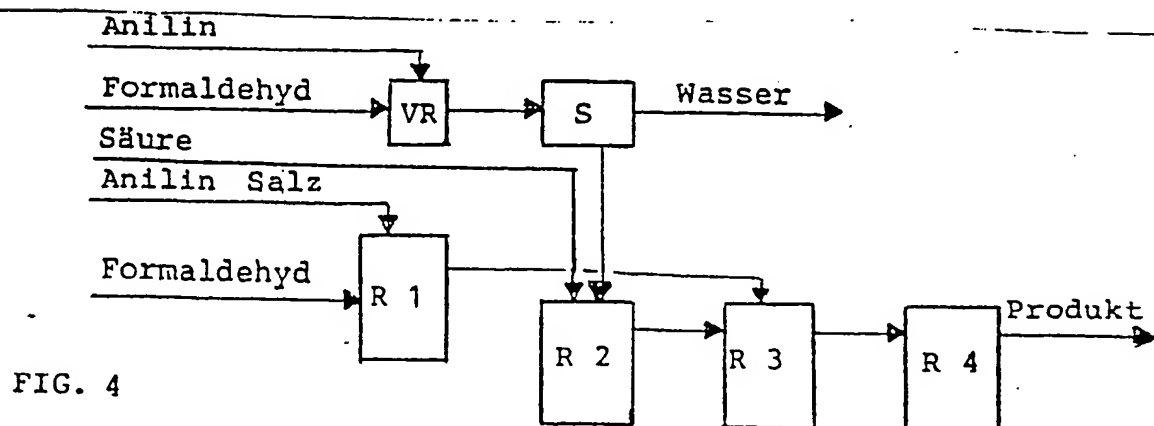 Anilin
Formaldehyd
VR
S
Wasser
Säure
Anilin Salz
Formaldehyd
R 1
R 2
R 3
R 4
Produkt
FIG. 4